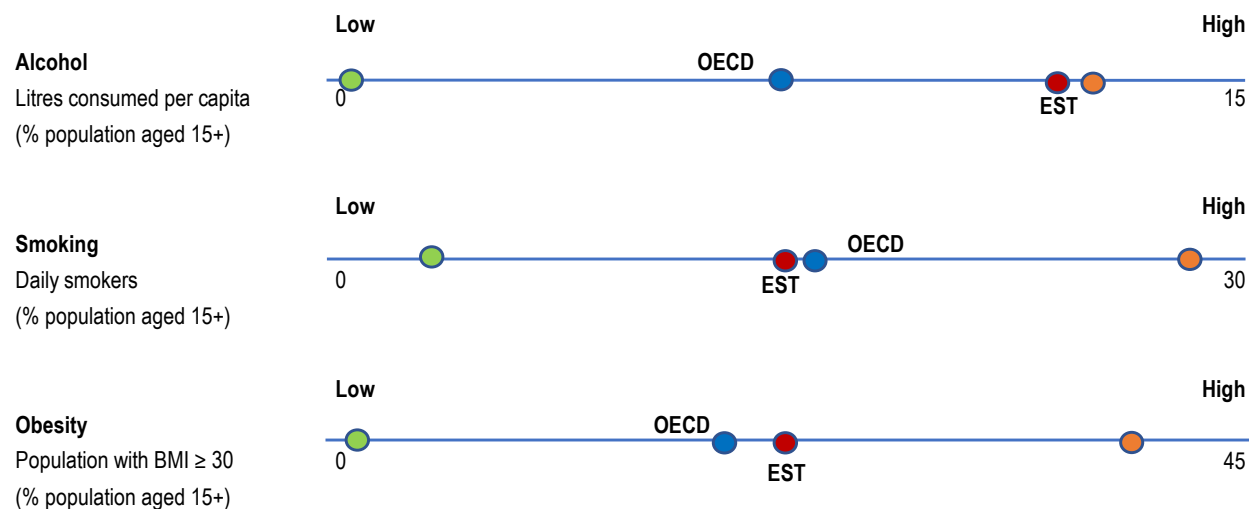 Low High
Alcohol
OECD
Litres consumed per capita
0 15
EST
(% population aged 15+)
Low High
Smoking
OECD
Daily smokers
0 30
EST
(% population aged 15+)
Low High
Obesity
OECD
Population with BMI ≥ 30
0 45
EST
(% population aged 15+)